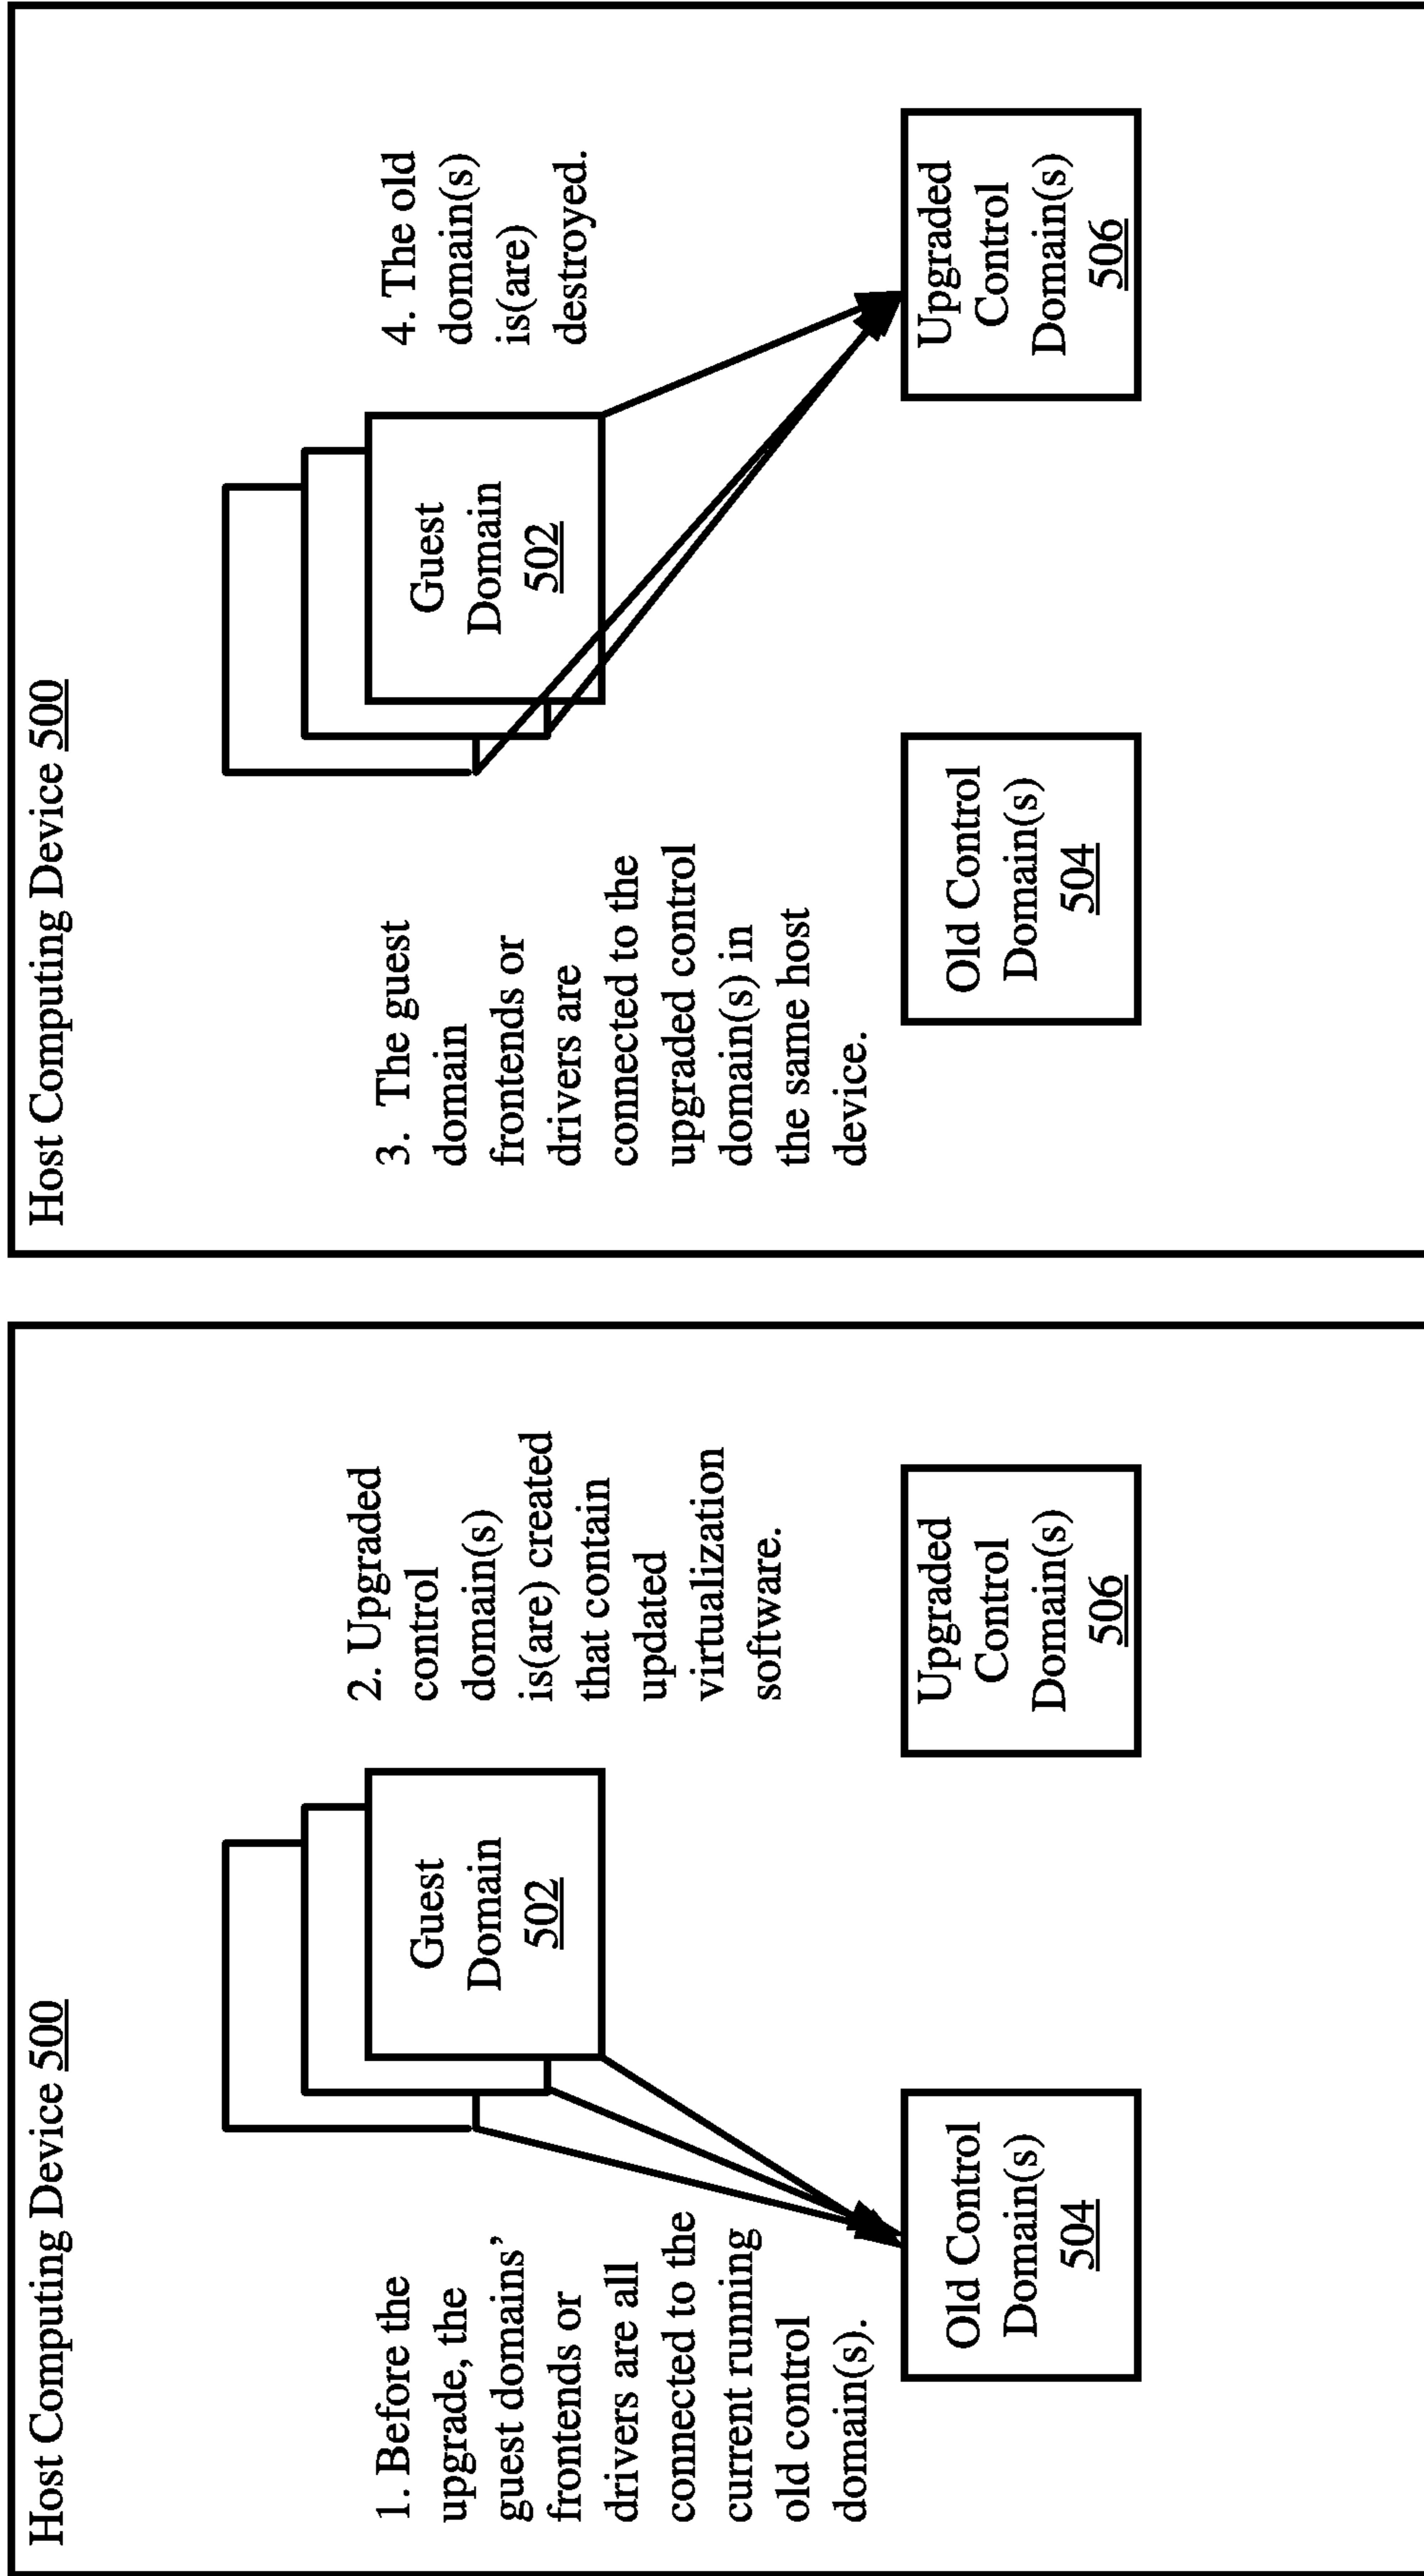 Host Computing Device 500
1. Before the
upgrade, the
guest domains’
frontends or
drivers are all
connected to the
current running
old control
domain(s).
Guest
Domain
502
2. Upgraded
control
domain(s)
is(are) created
that contain
updated
virtualization
software.
Old Control
Domain(s)
504
Upgraded
Control
Domain(s)
506
Host Computing Device 500
3. The guest
domain
frontends or
drivers are
connected to the
upgraded control
domain(s) in
the same host
device.
Guest
Domain
502
4. The old
domain(s)
is(are)
destroyed.
Old Control
Domain(s)
504
Upgraded
Control
Domain(s)
506